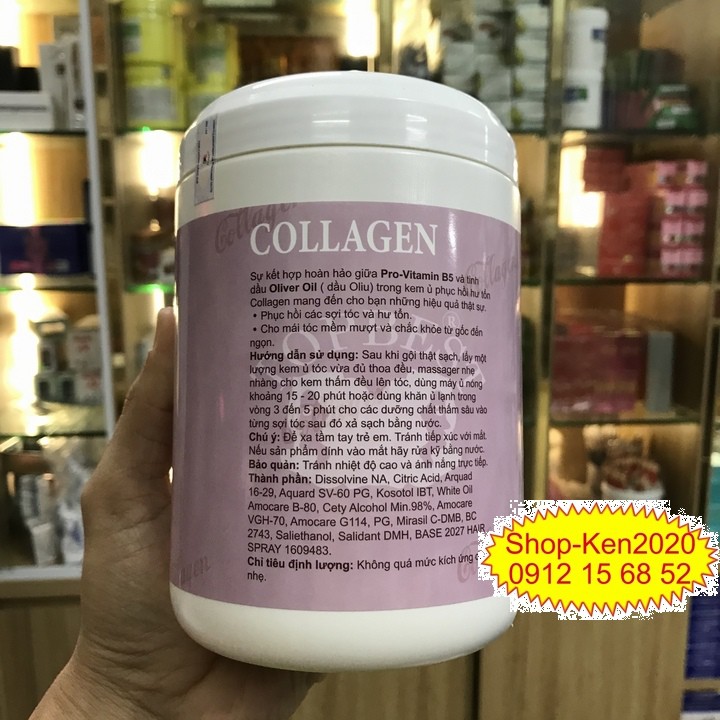 Collagen
COLLAGEN
Sự kết hợp hoàn hảo giữa Pro-Vitamin B5 và tinh
dầu Oliver Oil ( dầu Oliu) trong kem ủ phục hồi hư tổn
Collagen mang đến cho bạn những hiệu quả thật sự.
• Phục hồi các sợi tóc và hư tổn.
• Cho mái tóc mềm mượt và chắc khỏe từ gốc đến
ngọn.
TOPBEST ®
Hướng dẫn sử dụng: Sau khi gội thật sạch, lấy một
lượng kem ủ tóc vừa đủ thoa đều, massager nhẹ
nhàng cho kem thấm đều lên tóc, dùng máy ủ nóng
khoảng 15 - 20 phút hoặc dùng khăn ủ lạnh trong
vòng 3 đến 5 phút cho các dưỡng chất thấm sâu vào
từng sợi tóc sau đó xả sạch bằng nước.
Chú ý: Để xa tầm tay trẻ em. Tránh tiếp xúc với mắt.
Nếu sản phẩm dính vào mắt hãy rửa kỹ bằng nước.
Bảo quản: Tránh nhiệt độ cao và ánh nắng trực tiếp.
Thành phần: Dissolvine NA, Citric Acid, Arquad
16-29, Aquard SV-60 PG, Kosotol IBT, White Oil
Amocare B-80, Cety Alcohol Min.98%, Amocare
VGH-70, Amocare G114, PG, Mirasil C-DMB, BC
2743, Saliethanol, Salidant DMH, BASE 2027 HAIR
SPRAY 1609483.
Chỉ tiêu định lượng: Không quá mức kích ứng
nhẹ.
Shop-Ken2020
0912 15 68 52